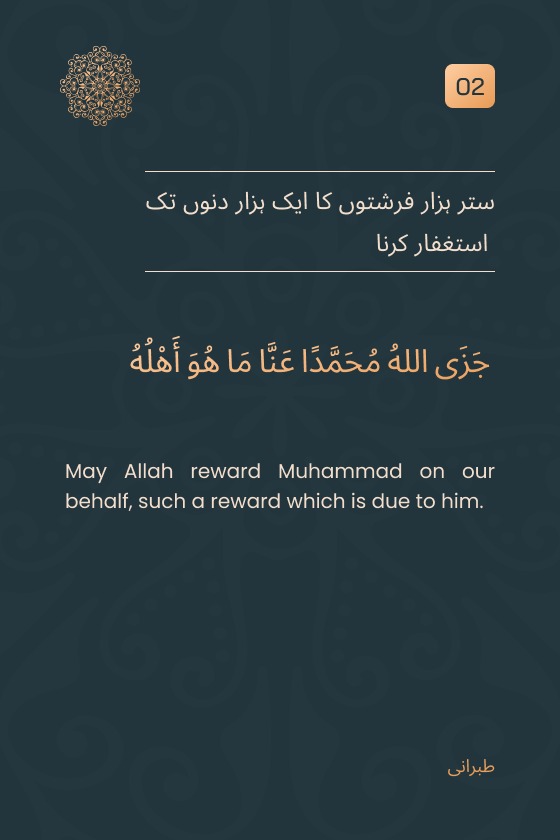 02
ستر ہزار فرشتوں کا ایک ہزار دنوں تک
استغفار کرنا
جَزَى اللهُ مُحَمَّدًا عَنَّا مَا هُوَ أَهْلُهُ
May Allah reward Muhammad on our
behalf, such a reward which is due to him.
طبرانی